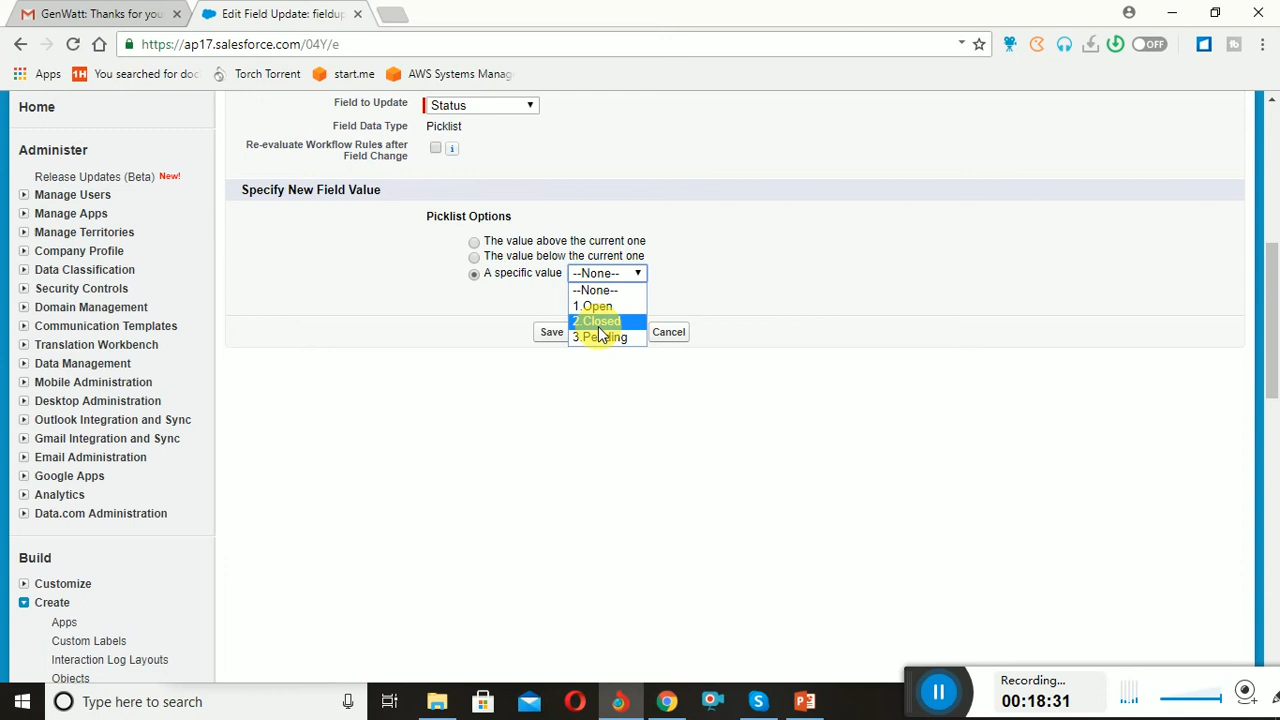 GenWatt: Thanks for you
Edit Field Update: fieldup
https://ap17.salesforce.com/04Y/e
OFF
Apps
You searched for doc
Torch Torrent
start.me
AWS Systems Mana
Home
Administer
Release Updates (Beta) New!
Manage Users
Manage Apps
Manage Territories
Company Profile
Data Classification
Security Controls
Domain Management
Communication Templates
Translation Workbench
Data Management
Mobile Administration
Desktop Administration
Outlook Integration and Sync
Gmail Integration and Sync
Email Administration
Google Apps
Analytics
Data.com Administration
Build
Customize
Create
Apps
Custom Labels
Interaction Log Layouts
Objects
Field to Update
Status
Field Data Type
Picklist
Re-evaluate Workflow Rules after
Field Change
Specify New Field Value
Picklist Options
The value above the current one
The value below the current one
A specific value
--None--
--None--
1.Open
2.Closed
3.Pending
Save
Cancel
Recording...
00:18:31
Type here to search